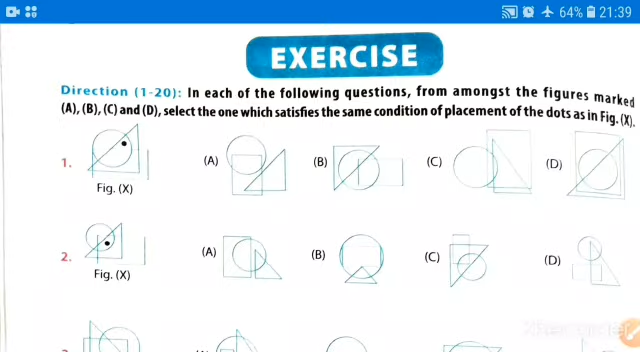 64% 21:39
EXERCISE
Direction (1-20): In each of the following questions, from amongst the figures marked
(A), (B), (C) and (D), select the one which satisfies the same condition of placement of the dots as in Fig. (X).
1. (A) (B) (C) (D)
Fig. (X)
2. (A) (B) (C) (D)
Fig. (X)